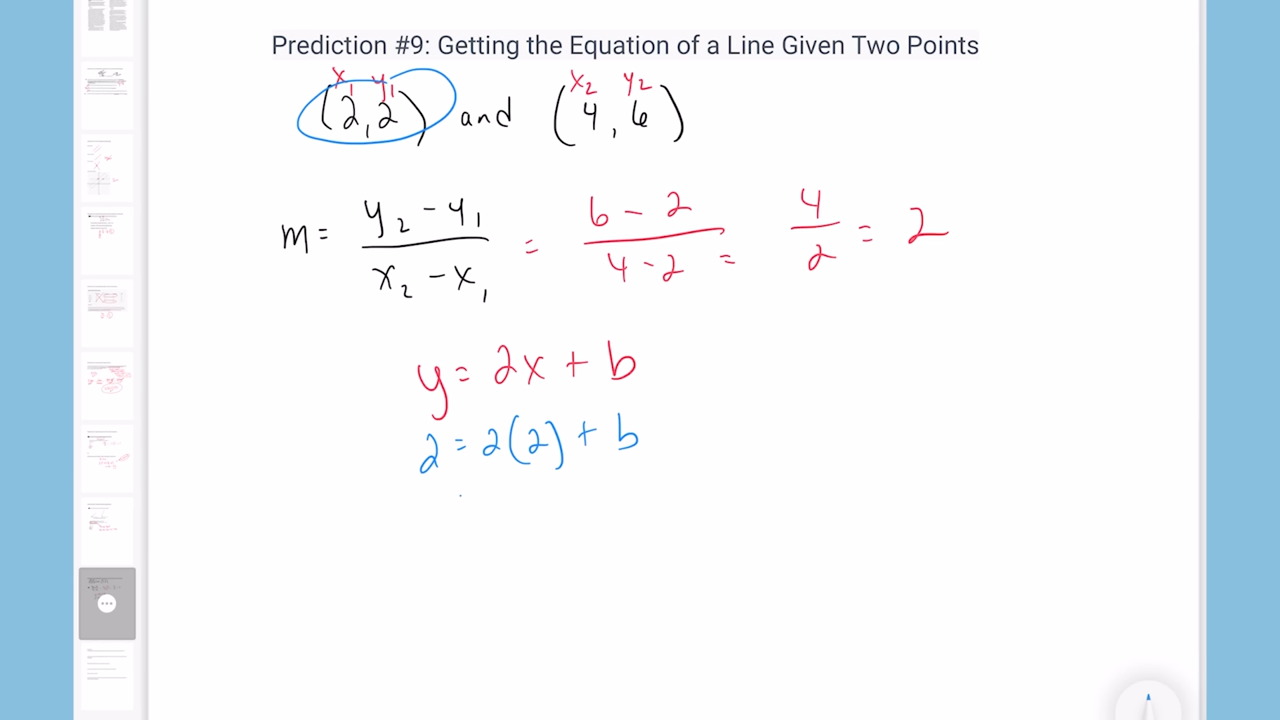 Prediction #9: Getting the Equation of a Line Given Two Points
x₁ y₁ x₂ y₂
(2, 2) and (4, 6)
m = (y₂ - y₁)/(x₂ - x₁) = (6 - 2)/(4 - 2) = 4/2 = 2
y = 2x + b
2 = 2(2) + b